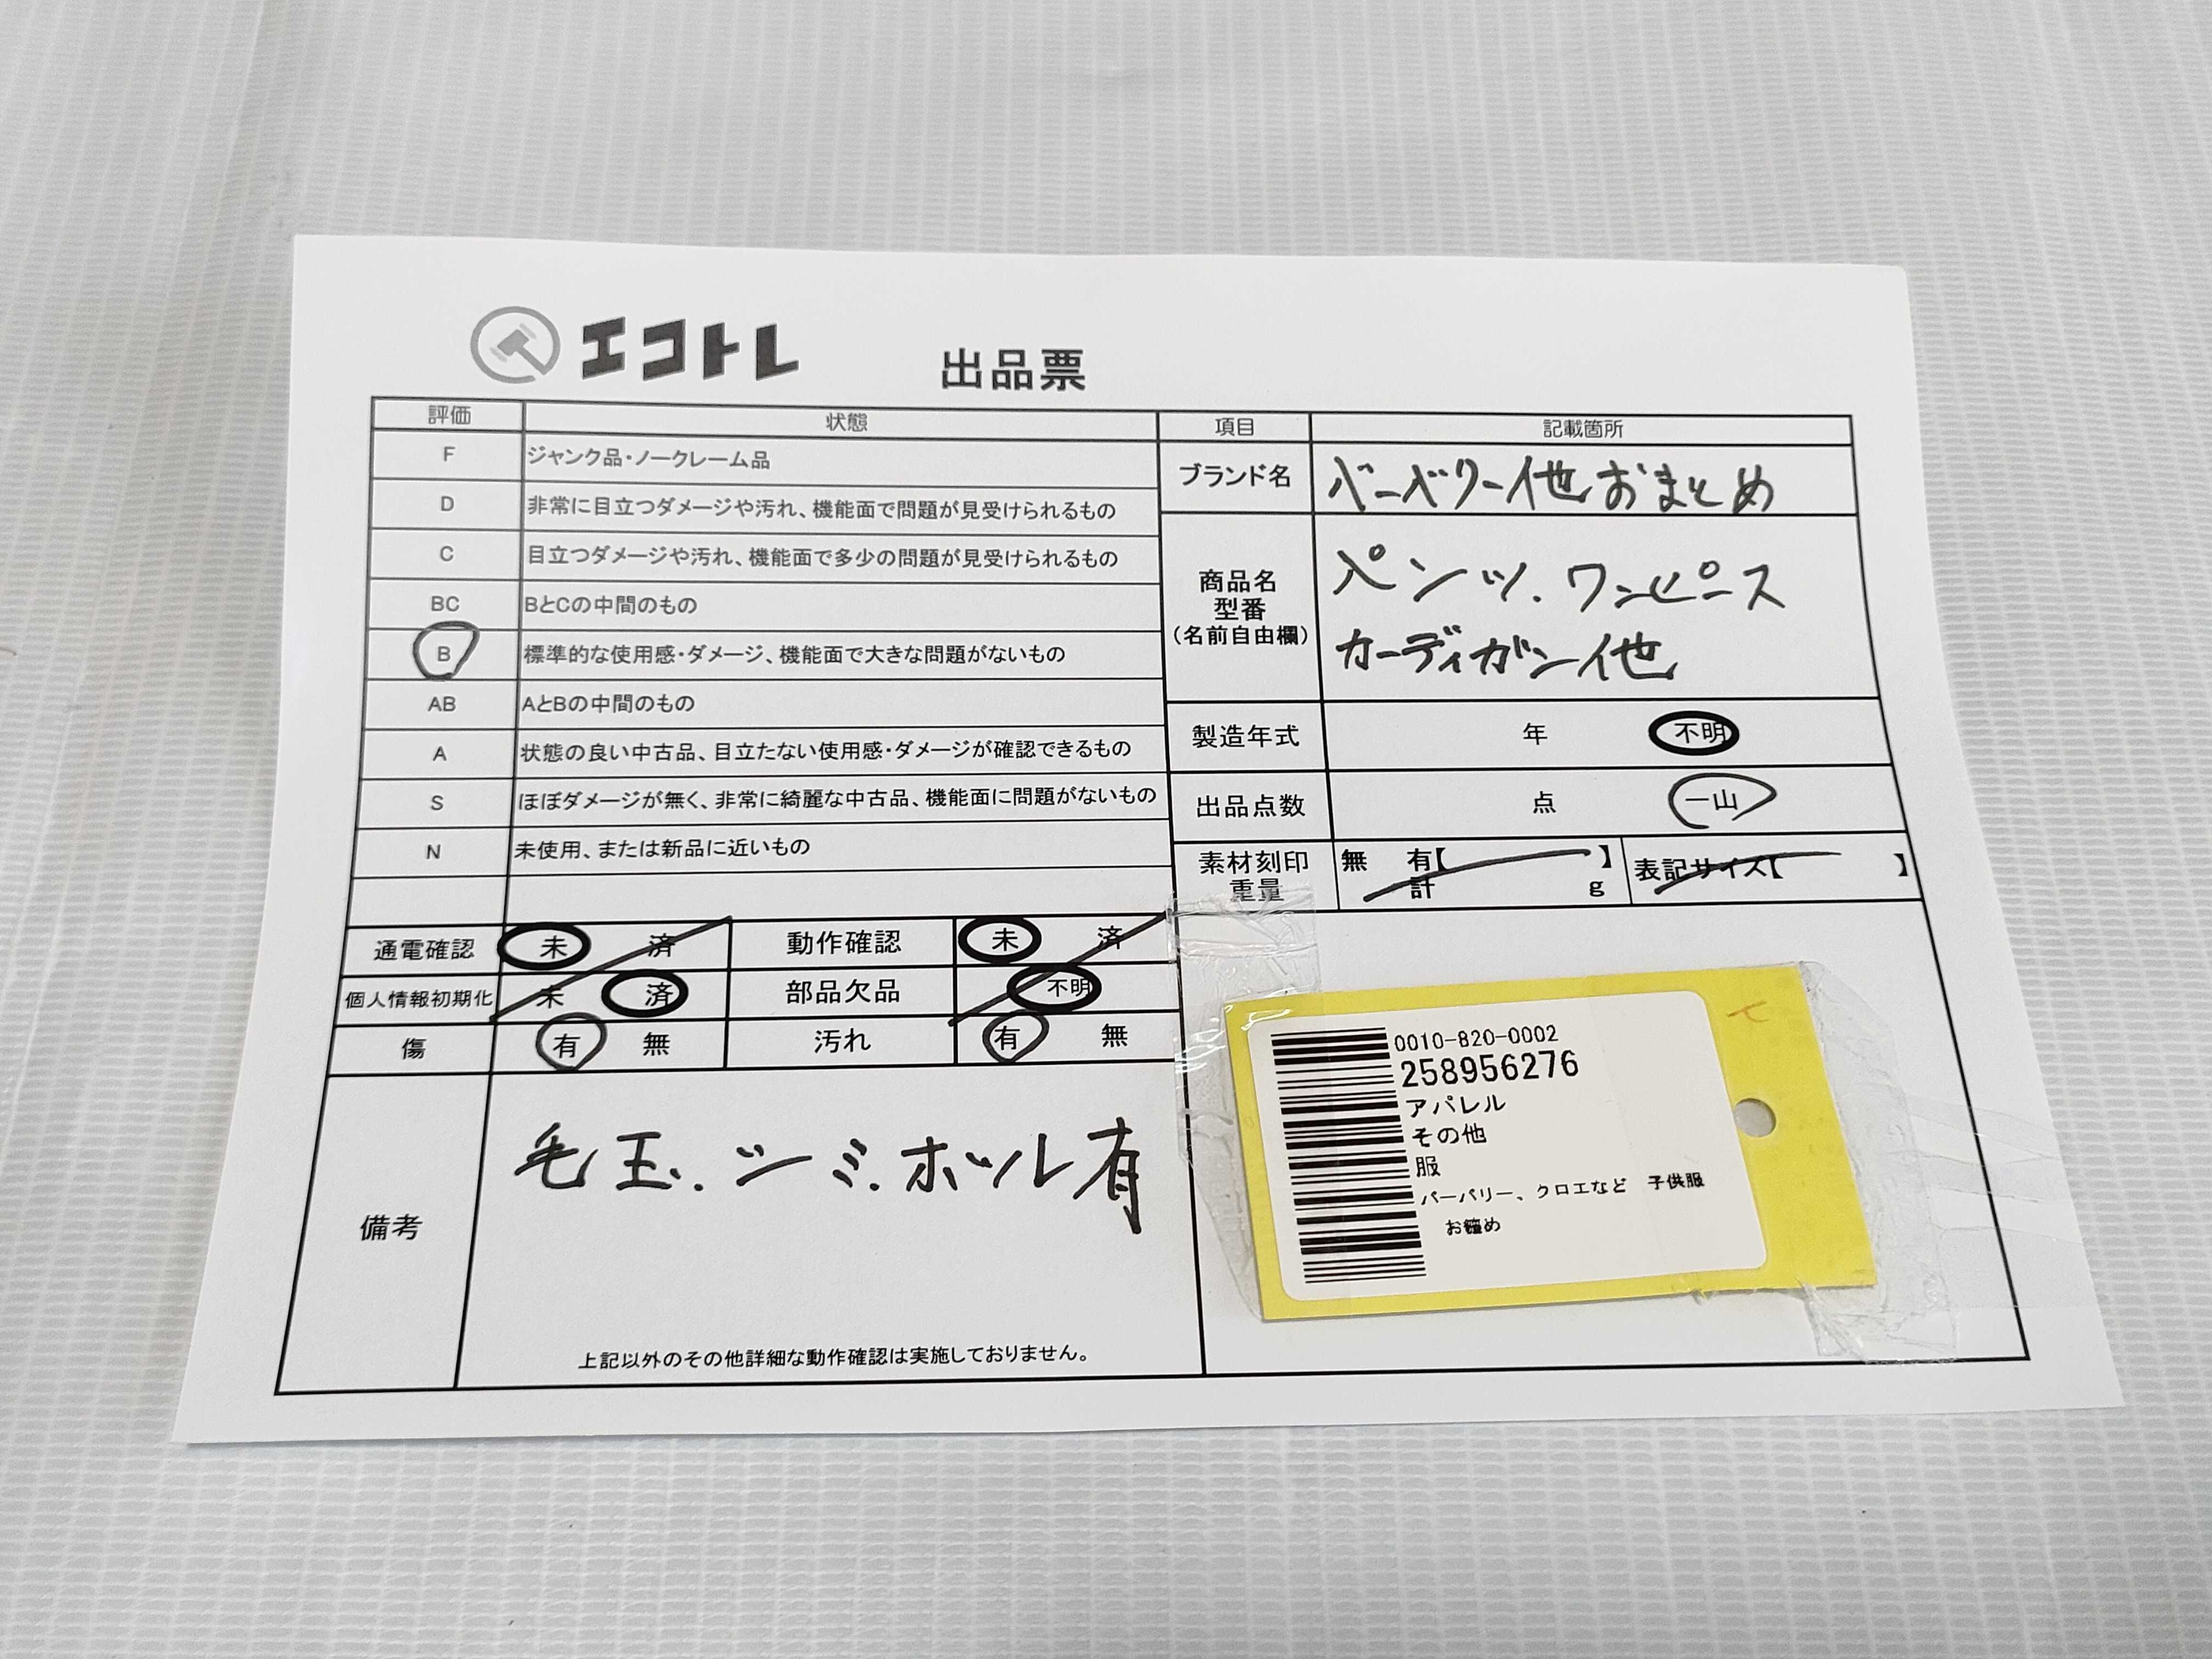 エコトレ
出品票
評価 状態
F ジャンク品・ノークレーム品
D 非常に目立つダメージや汚れ、機能面で問題が見受けられるもの
C 目立つダメージや汚れ、機能面で多少の問題が見受けられるもの
BC BとCの中間のもの
B 標準的な使用感・ダメージ、機能面で大きな問題がないもの
AB AとBの中間のもの
A 状態の良い中古品、目立たない使用感・ダメージが確認できるもの
S ほぼダメージが無く、非常に綺麗な中古品、機能面に問題がないもの
N 未使用、または新品に近いもの
通電確認 未 済 動作確認 未 済
個人情報初期化 未 済 部品欠品 不明
傷 有 無 汚れ 有 無
備考
毛玉.シミ.ホツレ有
上記以外のその他詳細な動作確認は実施しておりません。
項目 記載箇所
ブランド名 バーバリー他おまとめ
商品名
型番
(名前自由欄)
パンツ.ワンピース
カーディガン他
製造年式 年 不明
出品点数 点 一山
素材刻印
重量
無 有【 】
計 g
表記サイズ【 】
0010-820-0002
258956276
アパレル
その他
服
バーバリー、クロエなど 子供服
お纏め